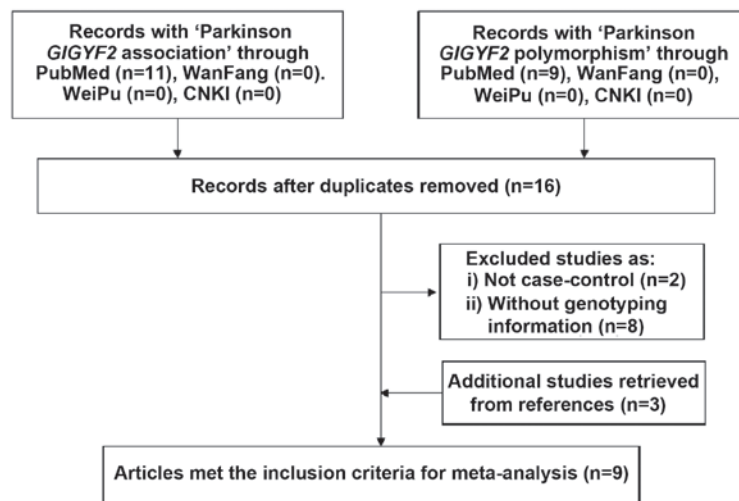 Records with ‘Parkinson
GIGYF2 association’ through
PubMed (n=11), WanFang (n=0).
WeiPu (n=0), CNKI (n=0)
Records with ‘Parkinson
GIGYF2 polymorphism’ through
PubMed (n=9), WanFang (n=0),
WeiPu (n=0), CNKI (n=0)
Records after duplicates removed (n=16)
Excluded studies as:
i) Not case-control (n=2)
ii) Without genotyping
information (n=8)
Additional studies retrieved
from references (n=3)
Articles met the inclusion criteria for meta-analysis (n=9)